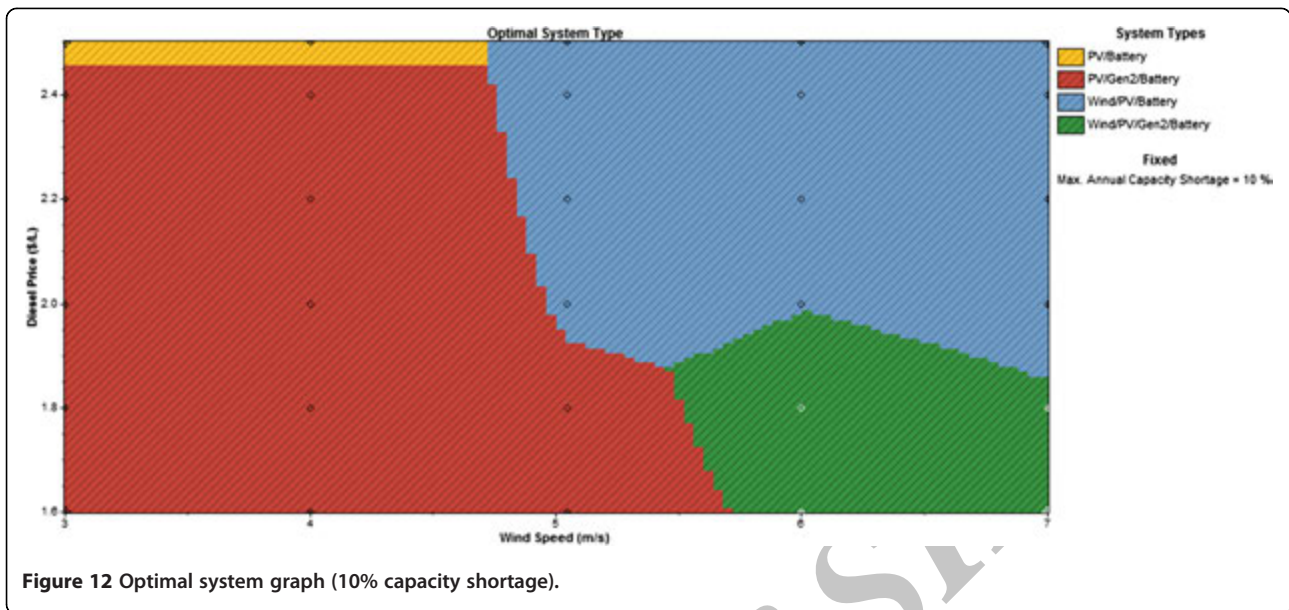 Optimal System Type
System Types
PV/Battery
PV/Gen2/Battery
Wind/PV/Battery
Wind/PV/Gen2/Battery
Fixed
Max. Annual Capacity Shortage = 10 %
Diesel Price ($/L)
2.4
2.2
2.0
1.8
1.6
3 4 5 6 7
Wind Speed (m/s)
Figure 12 Optimal system graph (10% capacity shortage).